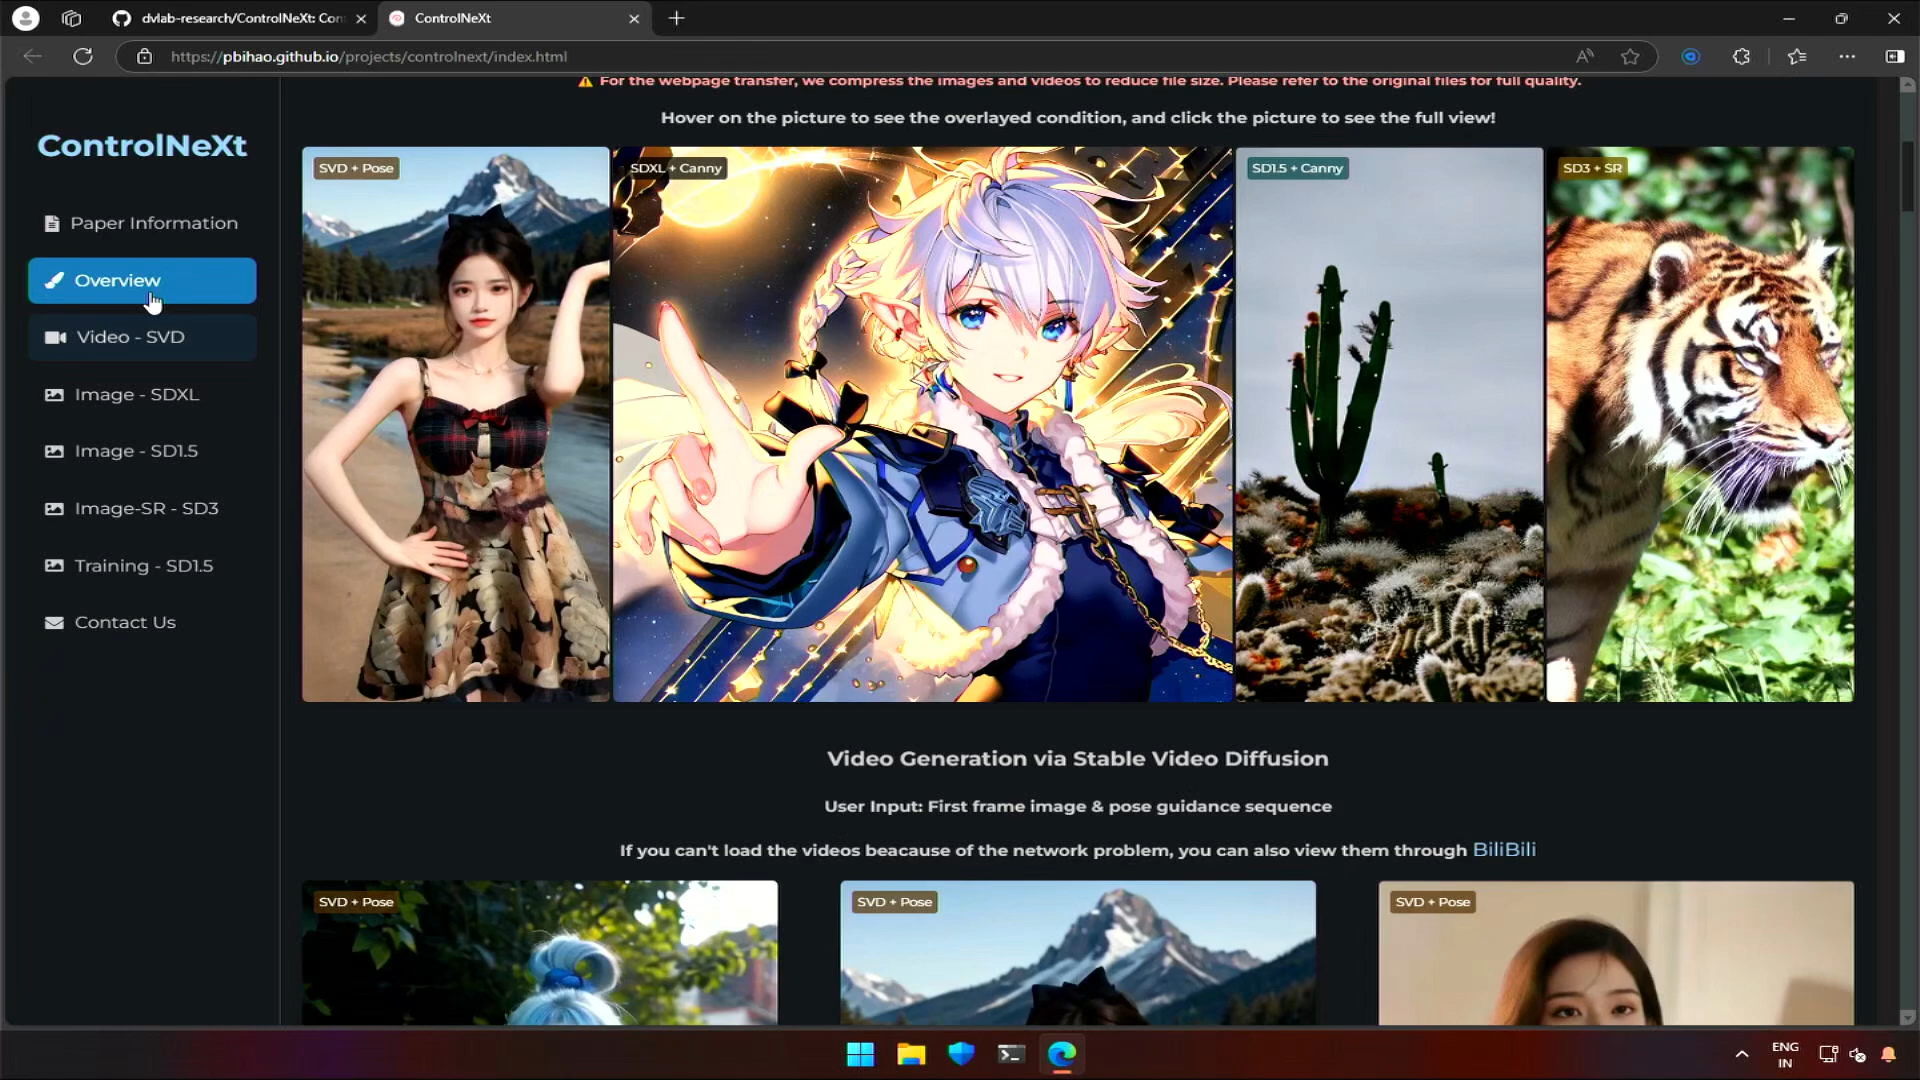 dvlab-research/ControlNeXt: Con
ControlNeXt
https://pbihao.github.io/projects/controlnext/index.html
ControlNeXt
Paper Information
Overview
Video - SVD
Image - SDXL
Image - SD1.5
Image-SR - SD3
Training - SD1.5
Contact Us
For the webpage transfer, we compress the images and videos to reduce file size. Please refer to the original files for full quality.
Hover on the picture to see the overlayed condition, and click the picture to see the full view!
SVD + Pose
SDXL + Canny
SD1.5 + Canny
SD3 + SR
Video Generation via Stable Video Diffusion
User Input: First frame image & pose guidance sequence
If you can't load the videos beacause of the network problem, you can also view them through BiliBili
SVD + Pose
SVD + Pose
SVD + Pose
ENG
IN